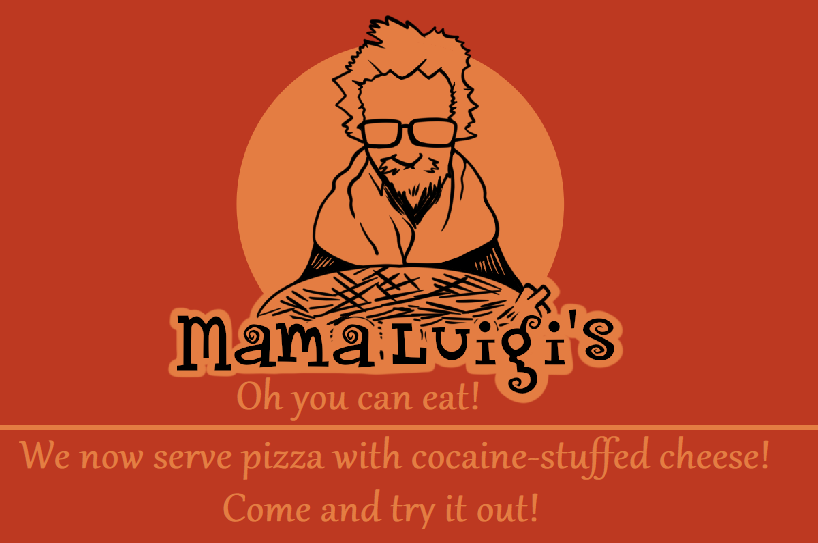 Mama Luigi's
Oh you can eat!
We now serve pizza with cocaine-stuffed cheese!
Come and try it out!